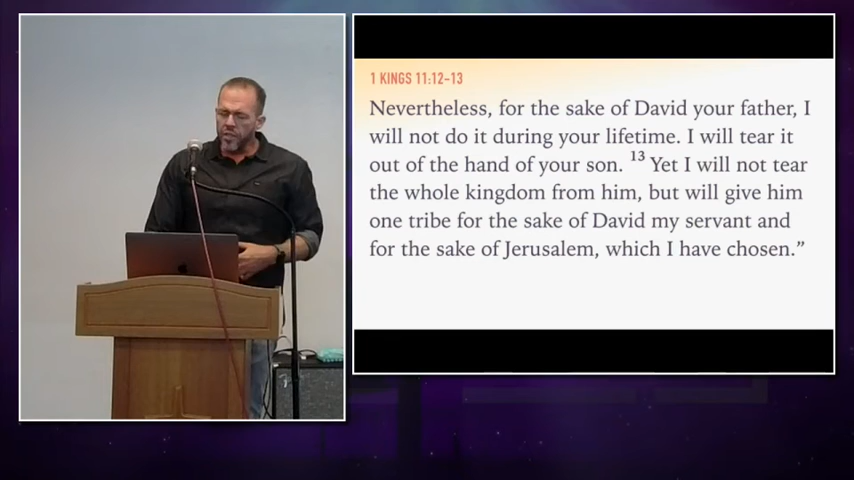 1 KINGS 11:12-13
Nevertheless, for the sake of David your father, I
will not do it during your lifetime. I will tear it
out of the hand of your son. 13 Yet I will not tear
the whole kingdom from him, but will give him
one tribe for the sake of David my servant and
for the sake of Jerusalem, which I have chosen.”